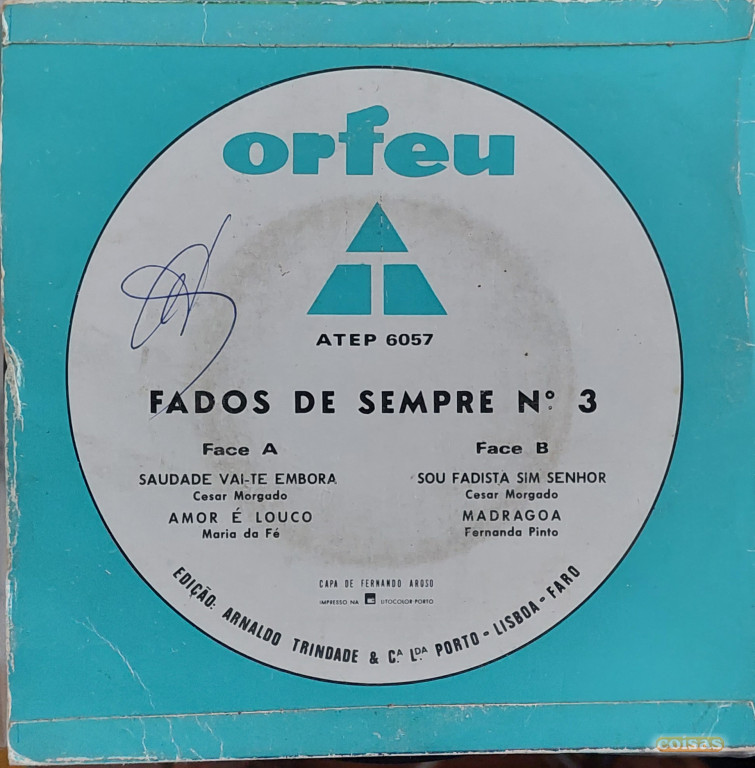 orfeu
ATEP 6057
FADOS DE SEMPRE Nº 3
Face A
SAUDADE VAI-TE EMBORA
Cesar Morgado
AMOR É LOUCO
Maria da Fé
Face B
SOU FADISTA SIM SENHOR
Cesar Morgado
MADRAGOA
Fernanda Pinto
CAPA DE FERNANDO AROSO
IMPRESSO NA LITOCOLOR PORTO
EDIÇÃO: ARNALDO TRINDADE & C.ª L.DA PORTO - LISBOA - FARO
coisas